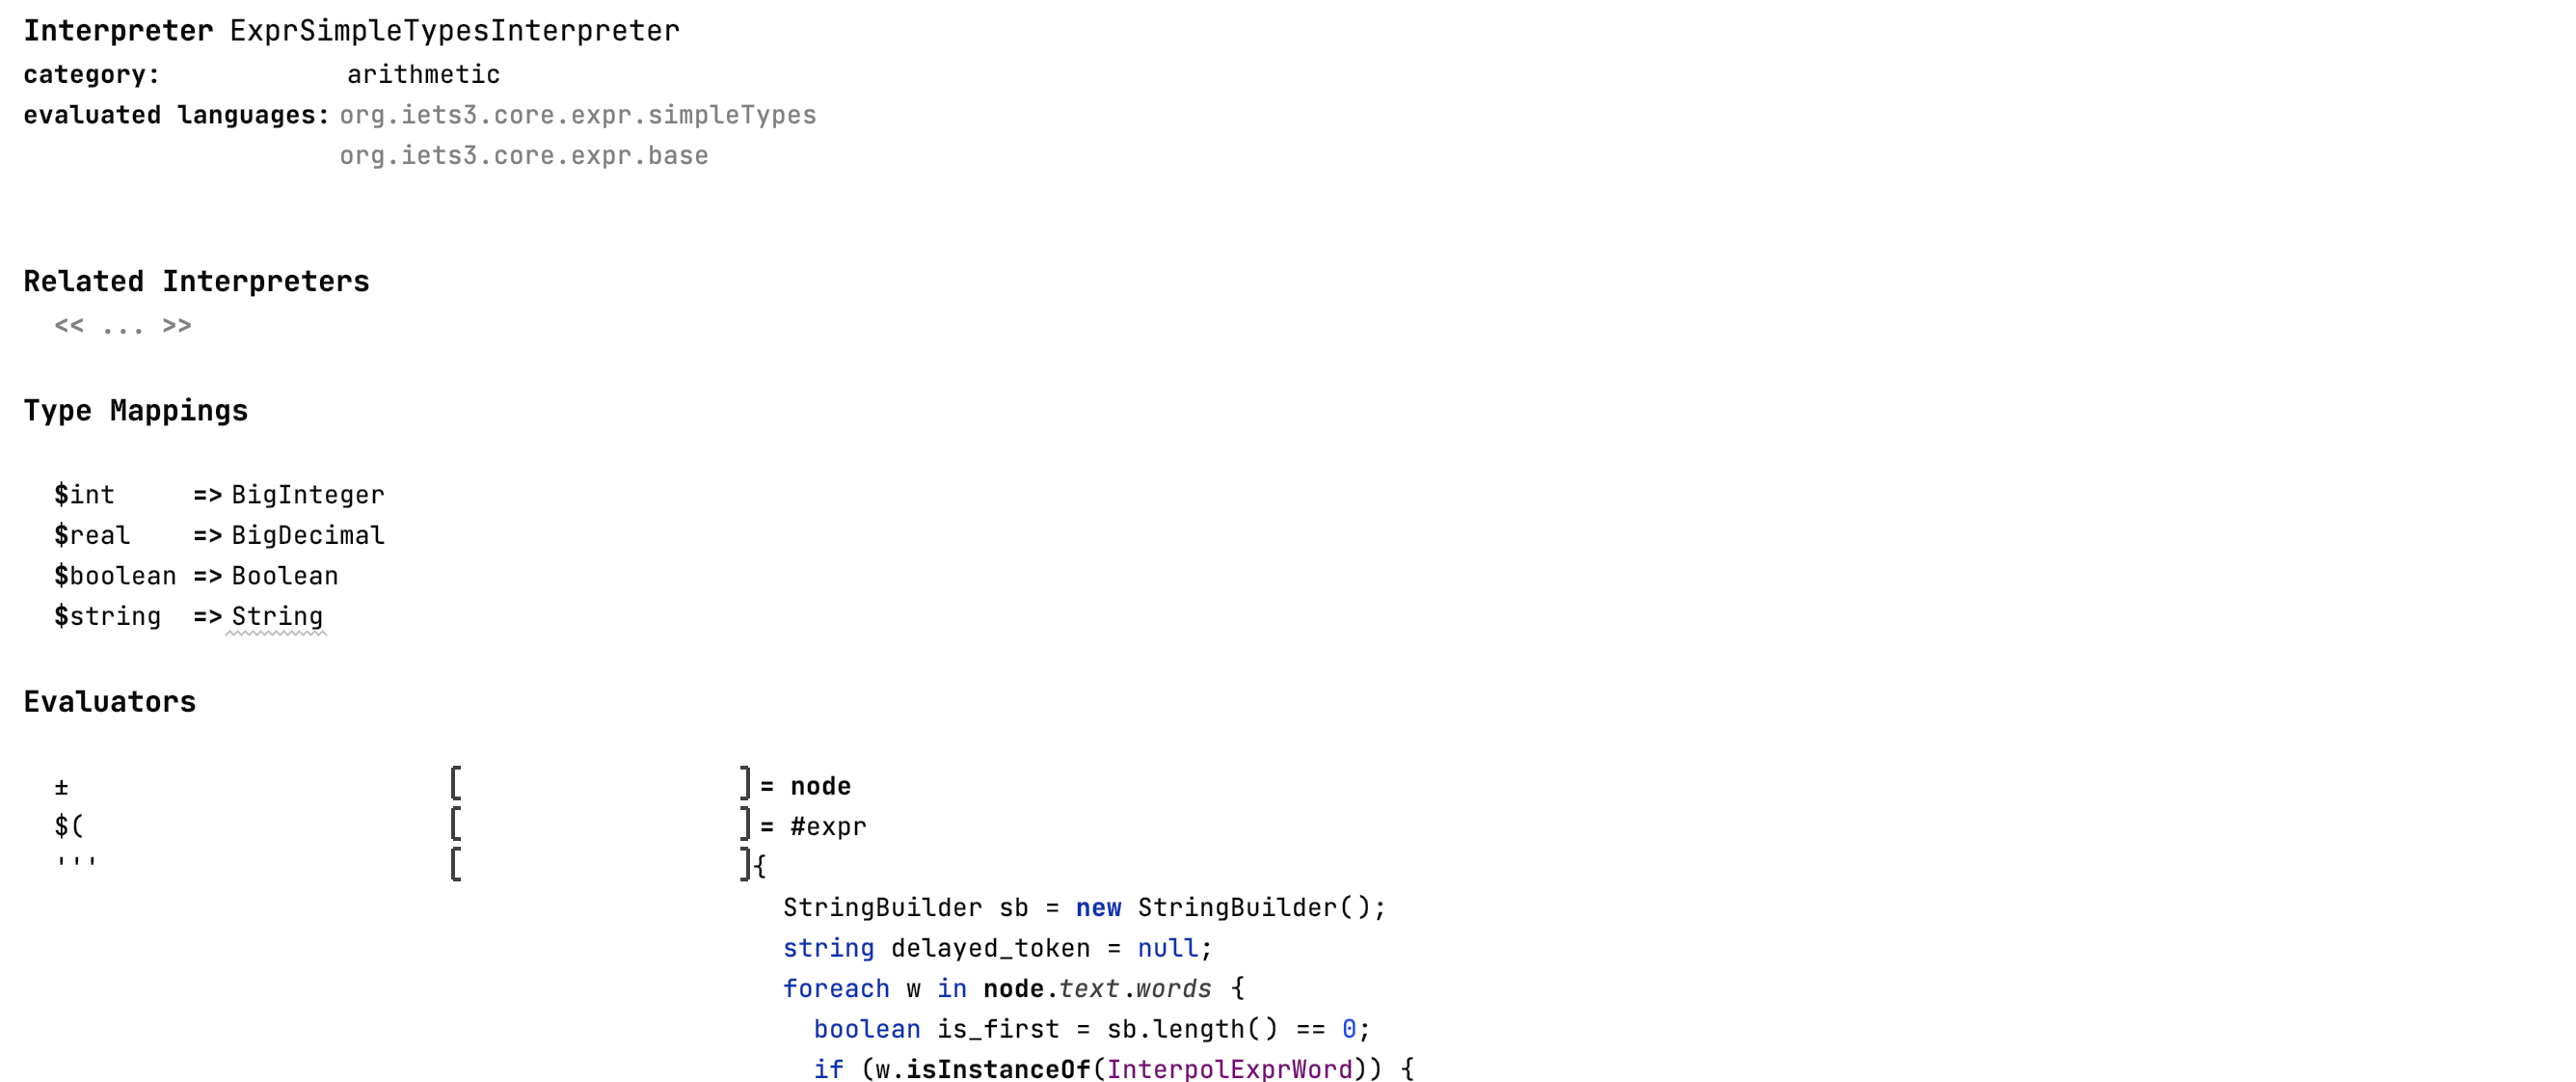 Interpreter ExprSimpleTypesInterpreter
category: arithmetic
evaluated languages: org.iets3.core.expr.simpleTypes
org.iets3.core.expr.base
Related Interpreters
<< ... >>
Type Mappings
$int => BigInteger
$real => BigDecimal
$boolean => Boolean
$string => String
Evaluators
± [ ] = node
$( [ ] = #expr
''' [ ]{
StringBuilder sb = new StringBuilder();
string delayed_token = null;
foreach w in node.text.words {
boolean is_first = sb.length() == 0;
if (w.isInstanceOf(InterpolExprWord)) {